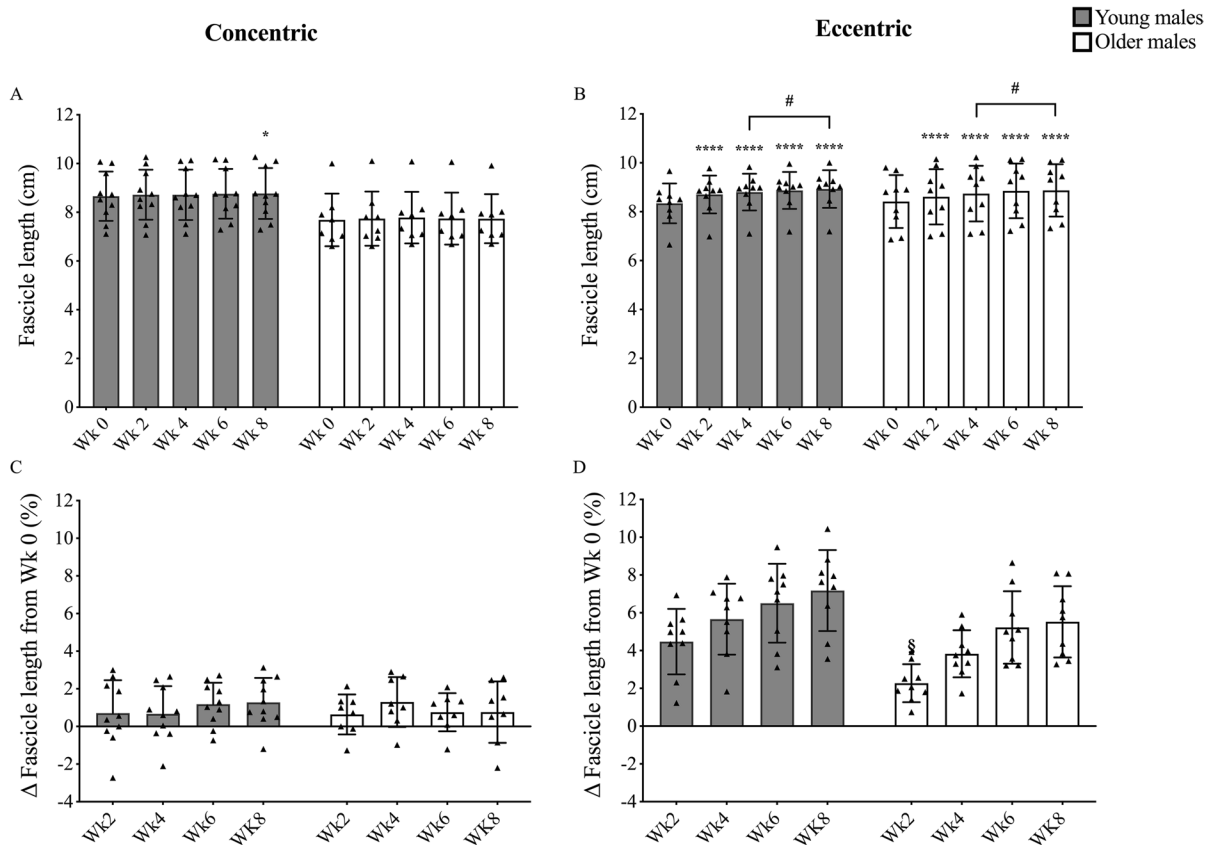 Concentric
Eccentric
Young males
Older males
A
Fascicle length (cm)
12
10
8
6
4
2
0
*
Wk 0
Wk 2
Wk 4
Wk 6
Wk 8
Wk 0
Wk 2
Wk 4
Wk 6
Wk 8
B
Fascicle length (cm)
12
10
8
6
4
2
0
#
#
**** **** **** ****
**** **** **** ****
Wk 0
Wk 2
Wk 4
Wk 6
Wk 8
Wk 0
Wk 2
Wk 4
Wk 6
Wk 8
C
Δ Fascicle length from Wk 0 (%)
12
10
8
6
4
2
0
-2
-4
Wk2
Wk4
Wk6
WK8
Wk2
Wk4
Wk6
WK8
D
Δ Fascicle length from Wk 0 (%)
12
10
8
6
4
2
0
-2
-4
§
Wk2
Wk4
Wk6
WK8
Wk2
Wk4
Wk6
WK8